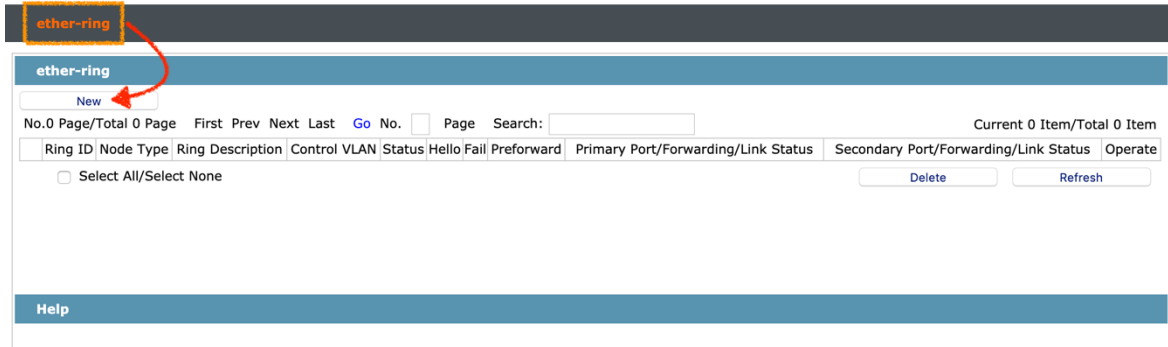 ether-ring
ether-ring
New
No.0 Page/Total 0 Page First Prev Next Last Go No. Page Search: Current 0 Item/Total 0 Item
Ring ID Node Type Ring Description Control VLAN Status Hello Fail Preforward Primary Port/Forwarding/Link Status Secondary Port/Forwarding/Link Status Operate
Select All/Select None Delete Refresh
Help